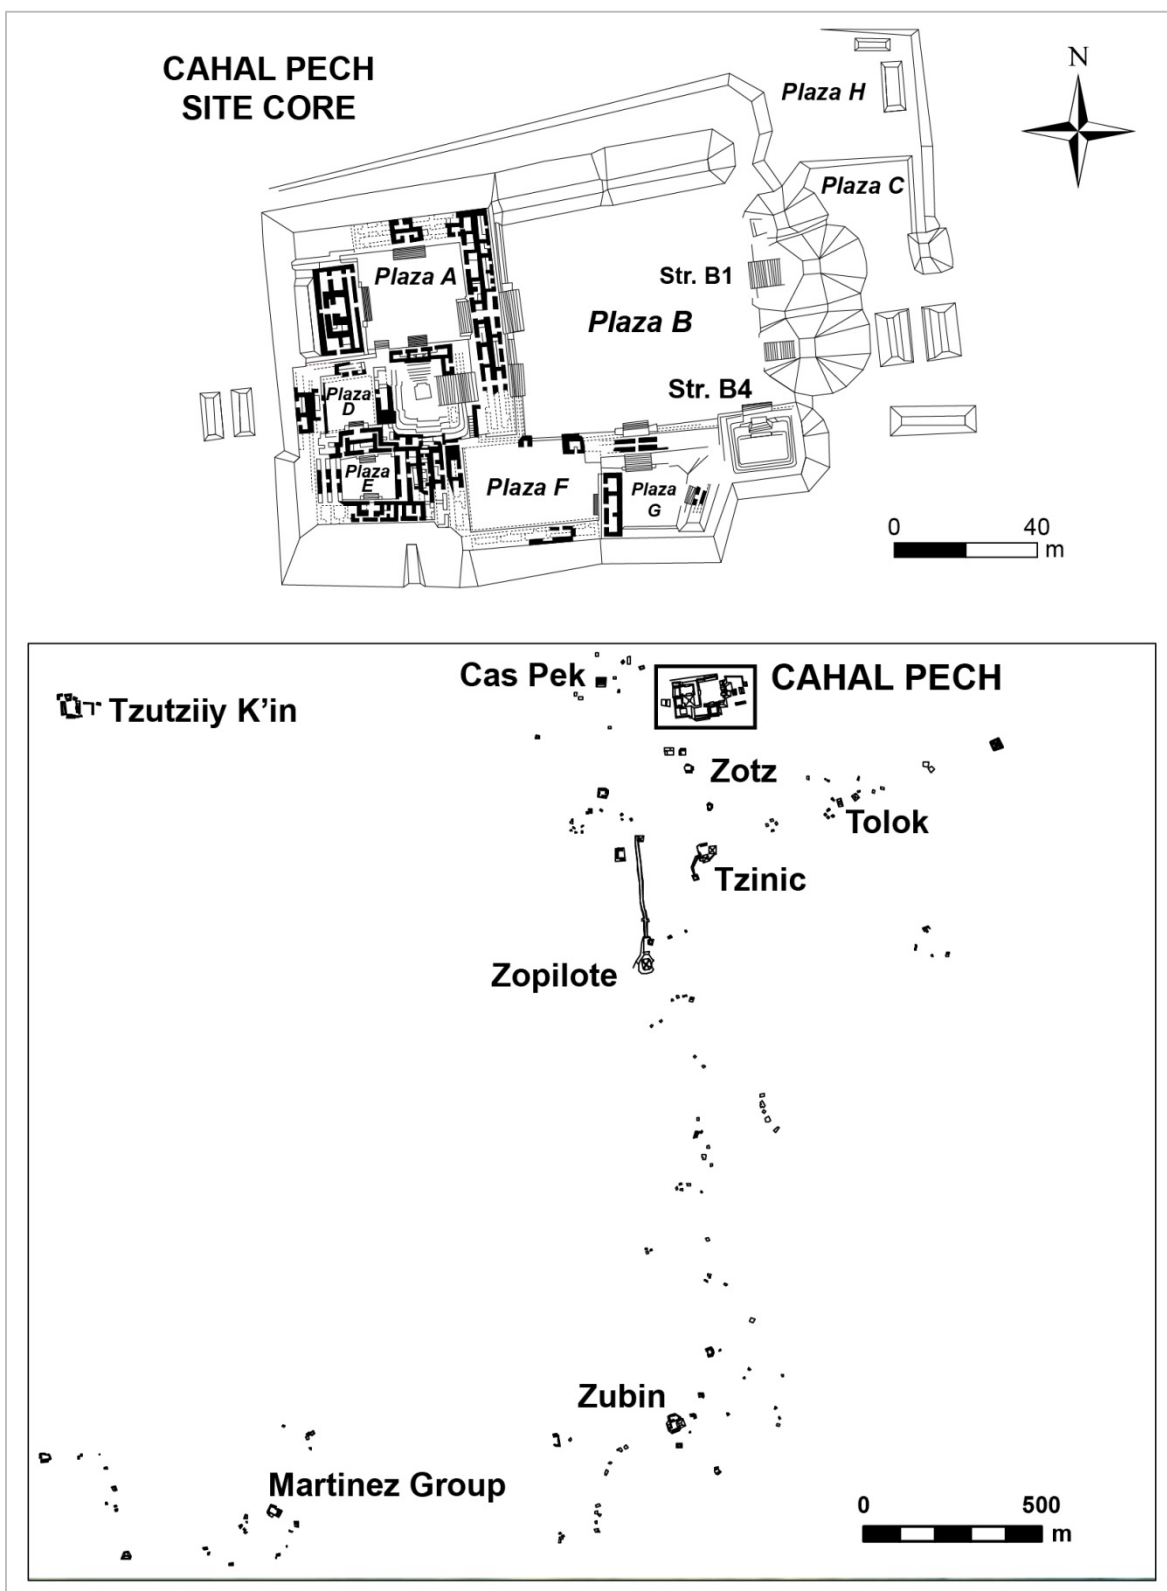 CAHAL PECH
SITE CORE
N
Plaza H
Plaza C
Plaza A
Str. B1
Plaza B
Plaza
D
Str. B4
Plaza
E
Plaza F
Plaza
G
0 40
m
Cas Pek
CAHAL PECH
Tzutziiy K’in
Zotz
Tolok
Tzinic
Zopilote
Zubin
Martinez Group
0 500
m